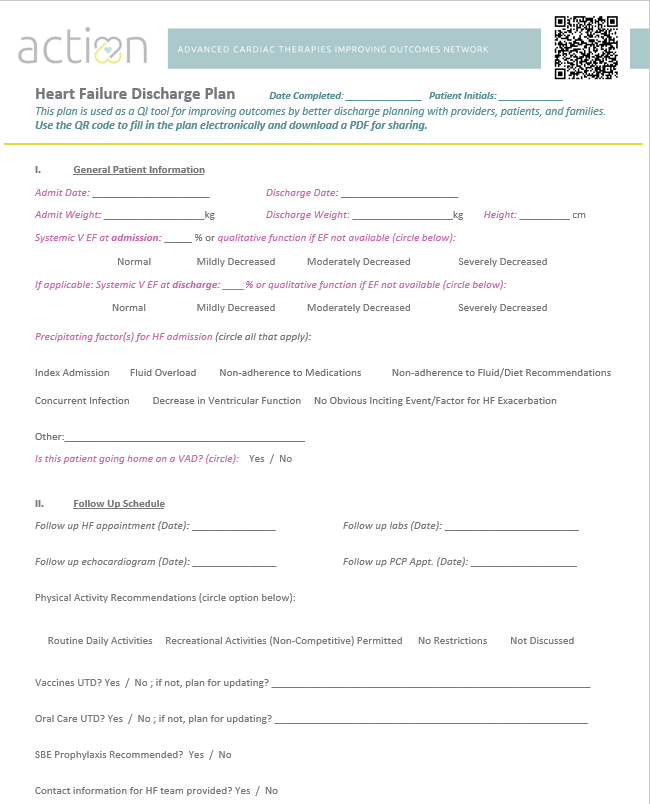 action
ADVANCED CARDIAC THERAPIES IMPROVING OUTCOMES NETWORK
Heart Failure Discharge Plan Date Completed: ______________ Patient Initials: ____________
This plan is used as a QI tool for improving outcomes by better discharge planning with providers, patients, and families.
Use the QR code to fill in the plan electronically and download a PDF for sharing.
I. General Patient Information
Admit Date: _____________________ Discharge Date: _____________________
Admit Weight: __________________kg Discharge Weight: __________________kg Height: _________ cm
Systemic V EF at admission: _____ % or qualitative function if EF not available (circle below):
Normal Mildly Decreased Moderately Decreased Severely Decreased
If applicable: Systemic V EF at discharge: ____% or qualitative function if EF not available (circle below):
Normal Mildly Decreased Moderately Decreased Severely Decreased
Precipitating factor(s) for HF admission (circle all that apply):
Index Admission Fluid Overload Non-adherence to Medications Non-adherence to Fluid/Diet Recommendations
Concurrent Infection Decrease in Ventricular Function No Obvious Inciting Event/Factor for HF Exacerbation
Other:___________________________________________
Is this patient going home on a VAD? (circle): Yes / No
II. Follow Up Schedule
Follow up HF appointment (Date): _______________ Follow up labs (Date): ________________________
Follow up echocardiogram (Date): _______________ Follow up PCP Appt. (Date): ___________________
Physical Activity Recommendations (circle option below):
Routine Daily Activities Recreational Activities (Non-Competitive) Permitted No Restrictions Not Discussed
Vaccines UTD? Yes / No ; if not, plan for updating? _________________________________________________________
Oral Care UTD? Yes / No ; if not, plan for updating? ________________________________________________________
SBE Prophylaxis Recommended? Yes / No
Contact information for HF team provided? Yes / No